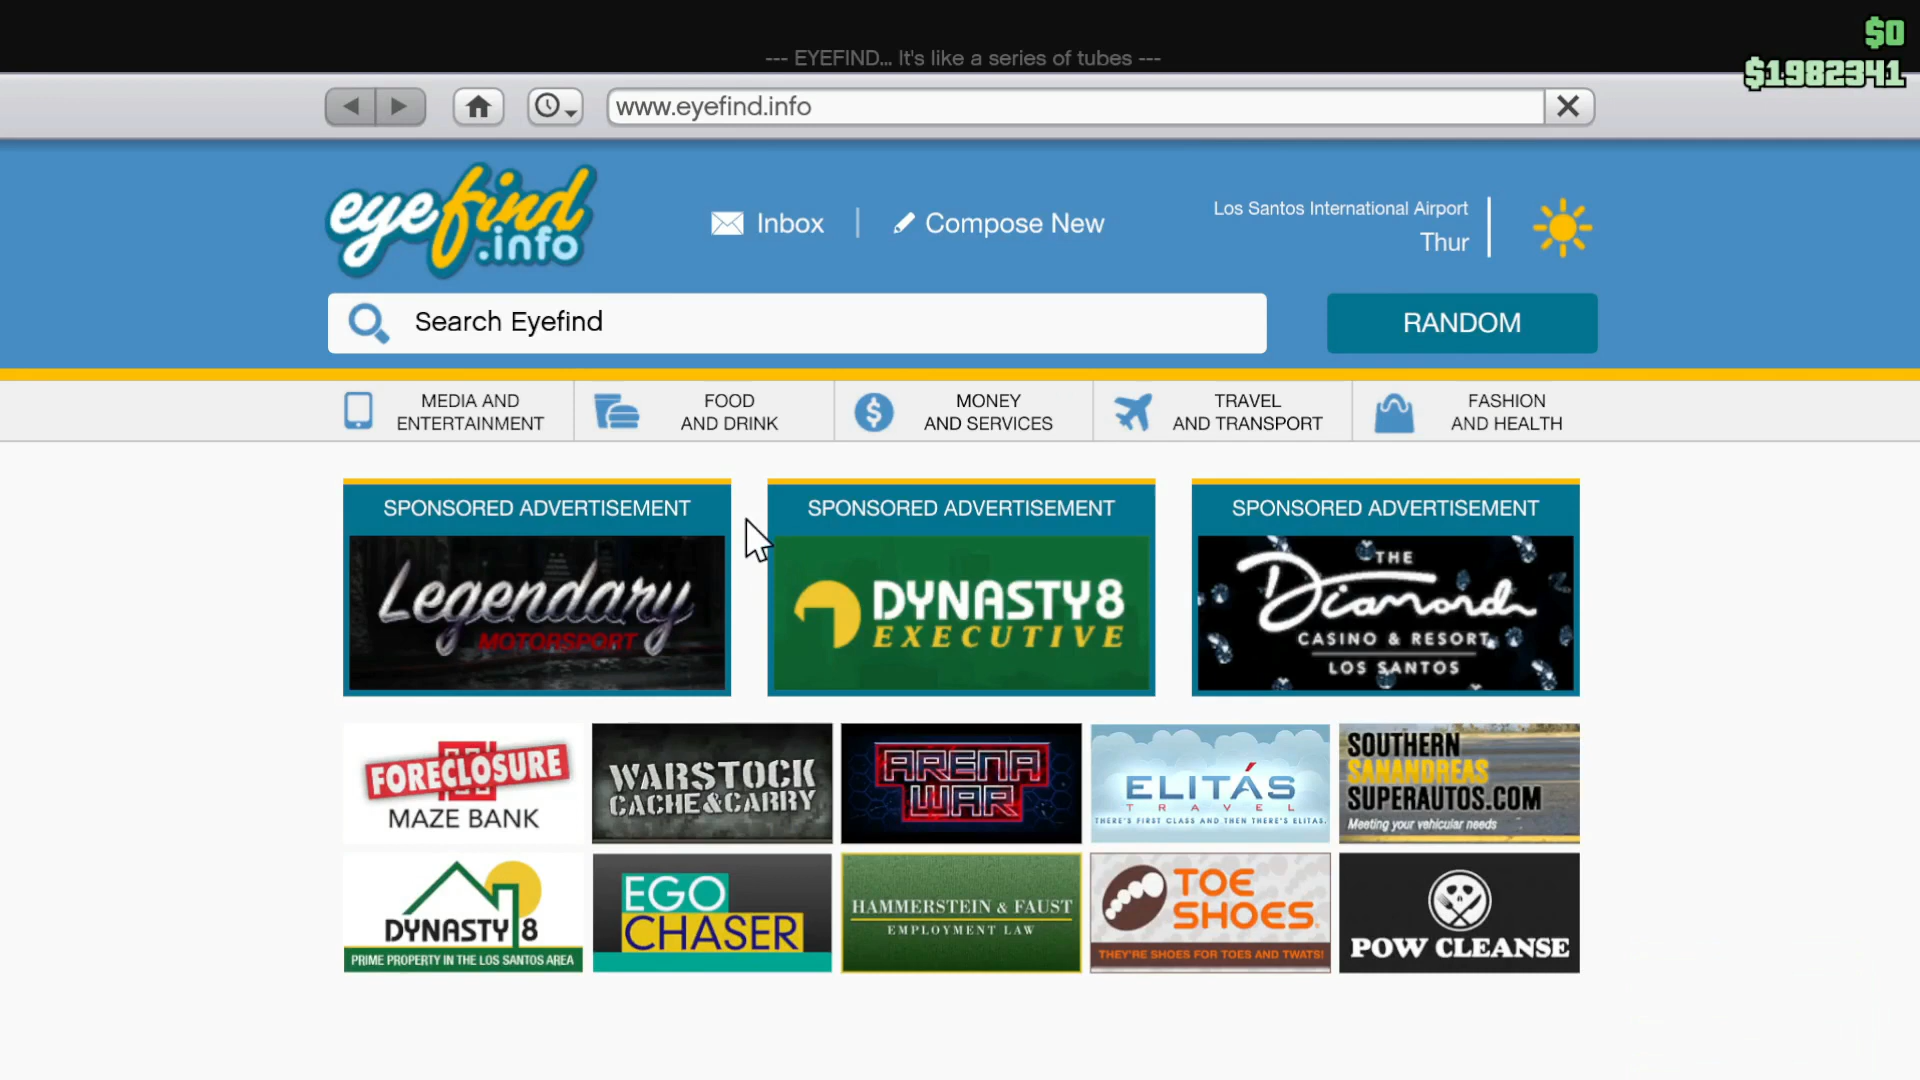 $0
--- EYEFIND... It's like a series of tubes ---
$1982341
www.eyefind.info
eyefind
.info
Inbox
Compose New
Los Santos International Airport
Thur
Search Eyefind
RANDOM
MEDIA AND
ENTERTAINMENT
FOOD
AND DRINK
MONEY
AND SERVICES
TRAVEL
AND TRANSPORT
FASHION
AND HEALTH
SPONSORED ADVERTISEMENT
Legendary
MOTORSPORT
SPONSORED ADVERTISEMENT
DYNASTY8
EXECUTIVE
SPONSORED ADVERTISEMENT
THE
Diamond
CASINO & RESORT
LOS SANTOS
FORECLOSURE
MAZE BANK
WARSTOCK
CACHE&CARRY
ARENA
WAR
ELITÁS
TRAVEL
THERE'S FIRST CLASS AND THEN THERE'S ELITAS.
SOUTHERN
SANANDREAS
SUPERAUTOS.COM
Meeting your vehicular needs
DYNASTY 8
PRIME PROPERTY IN THE LOS SANTOS AREA
EGO
CHASER
HAMMERSTEIN & FAUST
EMPLOYMENT LAW
TOE
SHOES
THEY'RE SHOES FOR TOES AND TWATS!
POW CLEANSE